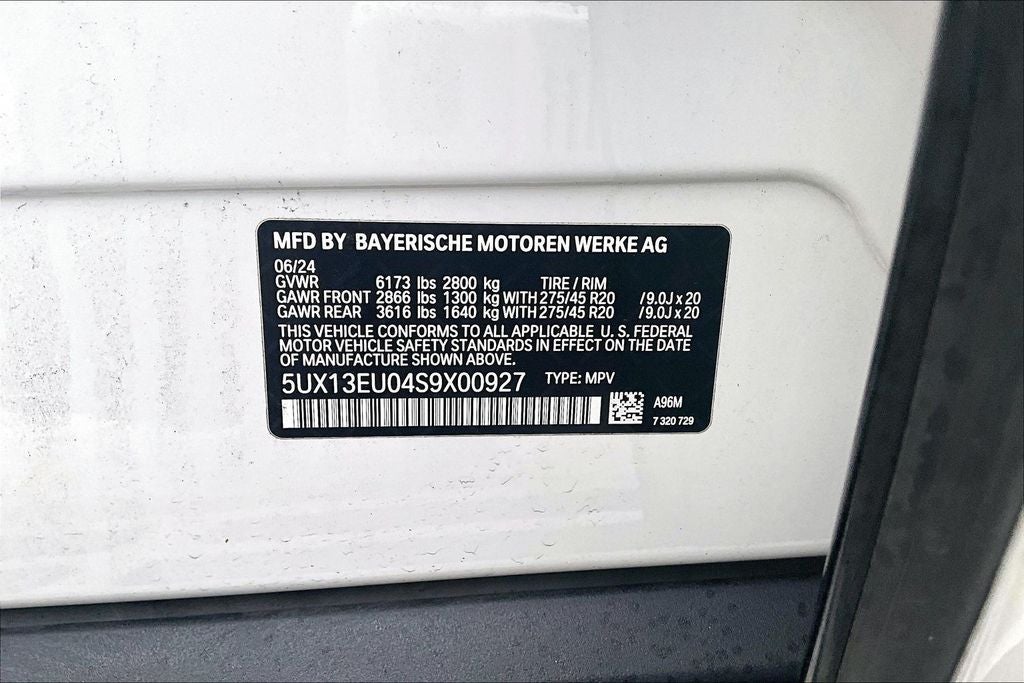 MFD BY BAYERISCHE MOTOREN WERKE AG
06/24
GVWR 6173 lbs 2800 kg TIRE / RIM
GAWR FRONT 2866 lbs 1300 kg WITH 275/45 R20 / 9.0J x 20
GAWR REAR 3616 lbs 1640 kg WITH 275/45 R20 / 9.0J x 20
THIS VEHICLE CONFORMS TO ALL APPLICABLE U. S. FEDERAL
MOTOR VEHICLE SAFETY STANDARDS IN EFFECT ON THE DATE
OF MANUFACTURE SHOWN ABOVE.
5UX13EU04S9X00927 TYPE: MPV
A96M
7 320 729